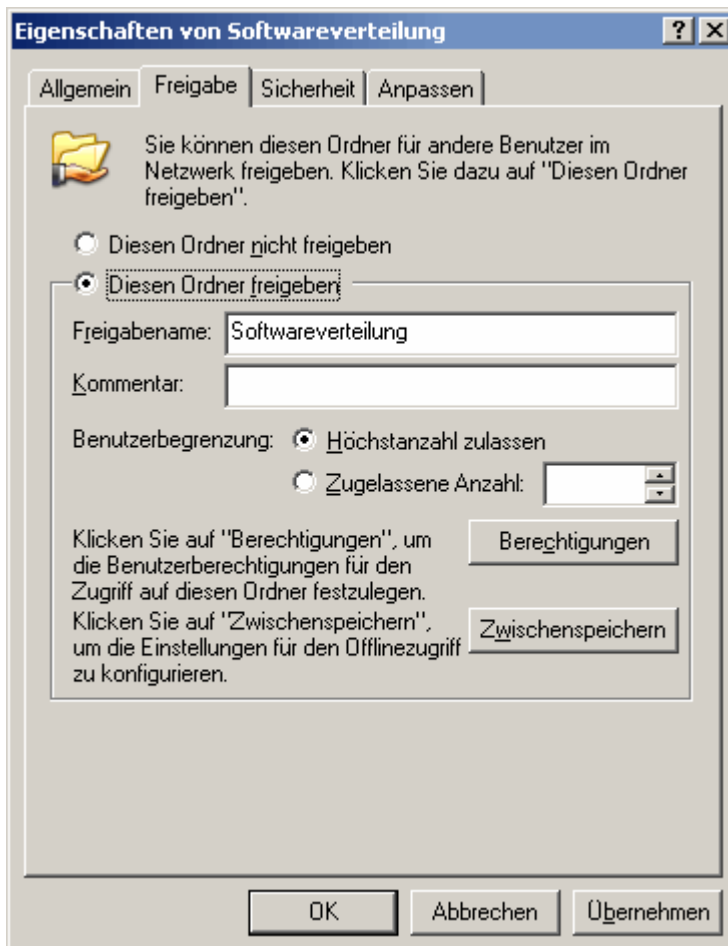 Eigenschaften von Softwareverteilung
Allgemein Freigabe Sicherheit Anpassen
Sie können diesen Ordner für andere Benutzer im
Netzwerk freigeben. Klicken Sie dazu auf "Diesen Ordner
freigeben".
Diesen Ordner nicht freigeben
Diesen Ordner freigeben
Freigabename: Softwareverteilung
Kommentar:
Benutzerbegrenzung: Höchstanzahl zulassen
Zugelassene Anzahl:
Klicken Sie auf "Berechtigungen", um
die Benutzerberechtigungen für den
Zugriff auf diesen Ordner festzulegen.
Berechtigungen
Klicken Sie auf "Zwischenspeichern",
um die Einstellungen für den Offlinezugriff
zu konfigurieren.
Zwischenspeichern
OK Abbrechen Übernehmen